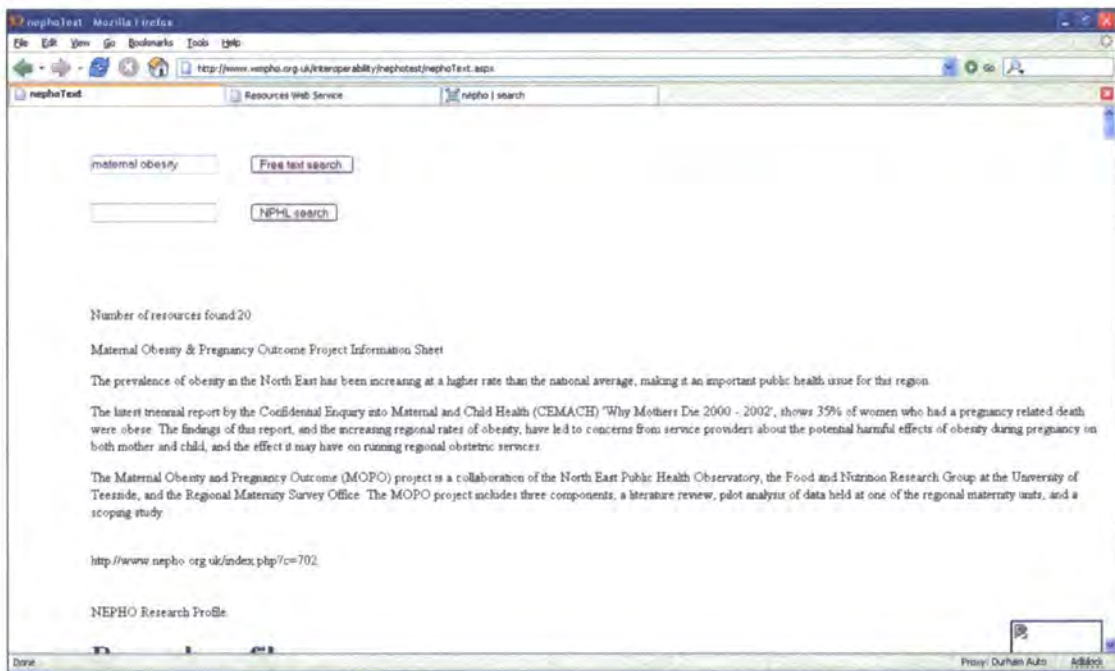 nephoText - Mozilla Firefox
File Edit View Go Bookmarks Tools Help
http://www.wmpho.org.uk/interoperability/nephotest/nephoText.aspx
nephoText Resources Web Service nepho | search
maternal obesity Free text search
NPHL search
Number of resources found 20
Maternal Obesity & Pregnancy Outcome Project Information Sheet
The prevalence of obesity in the North East has been increasing at a higher rate than the national average, making it an important public health issue for this region.
The latest triennial report by the Confidential Enquiry into Maternal and Child Health (CEMACH) 'Why Mothers Die 2000 - 2002', shows 35% of women who had a pregnancy related death
were obese. The findings of this report, and the increasing regional rates of obesity, have led to concerns from service providers about the potential harmful effects of obesity during pregnancy on
both mother and child, and the effect it may have on running regional obstetric services.
The Maternal Obesity and Pregnancy Outcome (MOPO) project is a collaboration of the North East Public Health Observatory, the Food and Nutrition Research Group at the University of
Teesside, and the Regional Maternity Survey Office. The MOPO project includes three components, a literature review, pilot analysis of data held at one of the regional maternity units, and a
scoping study.
http://www.nepho.org.uk/index.php?c=702
NEPHO Research Profile
Done Proxy: Durham Auto Adblock